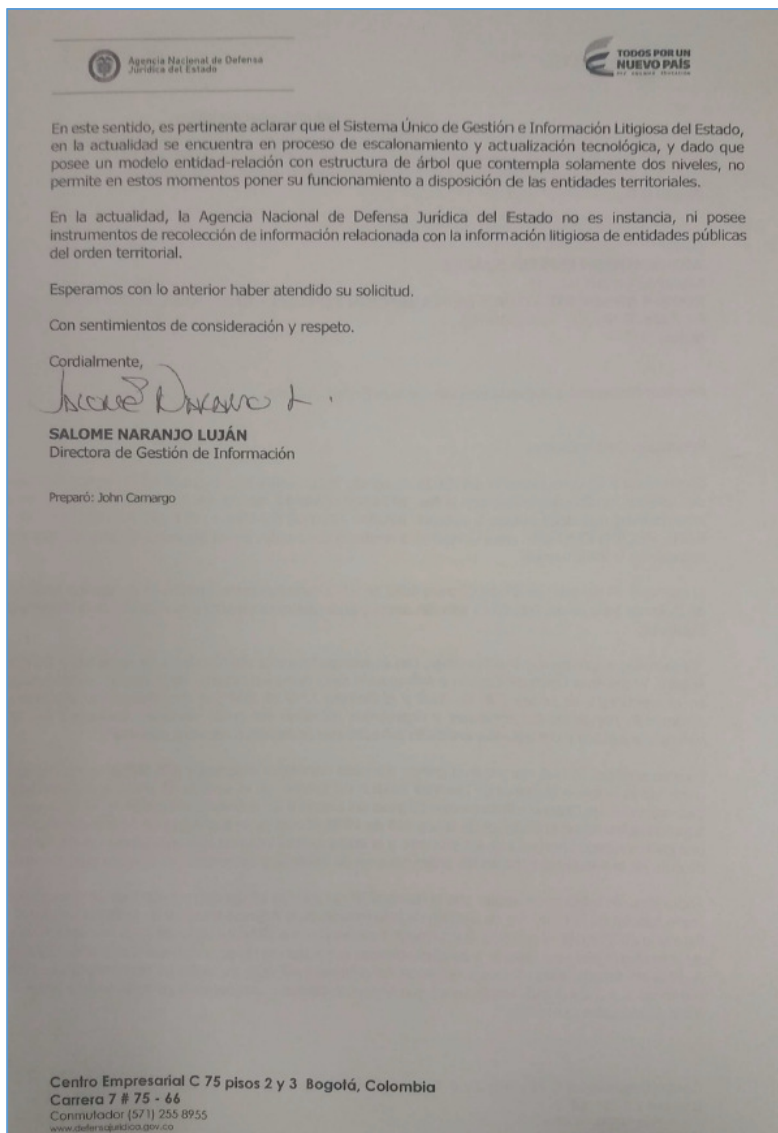 Agencia Nacional de Defensa
Jurídica del Estado
TODOS POR UN
NUEVO PAÍS
PAZ EQUIDAD EDUCACIÓN
En este sentido, es pertinente aclarar que el Sistema Único de Gestión e Información Litigiosa del Estado,
en la actualidad se encuentra en proceso de escalonamiento y actualización tecnológica, y dado que
posee un modelo entidad-relación con estructura de árbol que contempla solamente dos niveles, no
permite en estos momentos poner su funcionamiento a disposición de las entidades territoriales.
En la actualidad, la Agencia Nacional de Defensa Jurídica del Estado no es instancia, ni posee
instrumentos de recolección de información relacionada con la información litigiosa de entidades públicas
del orden territorial.
Esperamos con lo anterior haber atendido su solicitud.
Con sentimientos de consideración y respeto.
Cordialmente,
Salomé Naranjo L.
SALOME NARANJO LUJÁN
Directora de Gestión de Información
Preparó: John Camargo
Centro Empresarial C 75 pisos 2 y 3 Bogotá, Colombia
Carrera 7 # 75 - 66
Conmutador (571) 255 8955
www.defensajuridica.gov.co